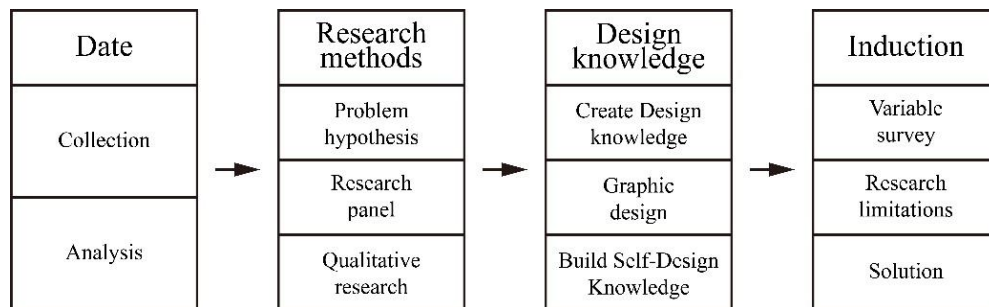 Date
Collection
Analysis
Research
methods
Problem
hypothesis
Research
panel
Qualitative
research
Design
knowledge
Create Design
knowledge
Graphic
design
Build Self-Design
Knowledge
Induction
Variable
survey
Research
limitations
Solution